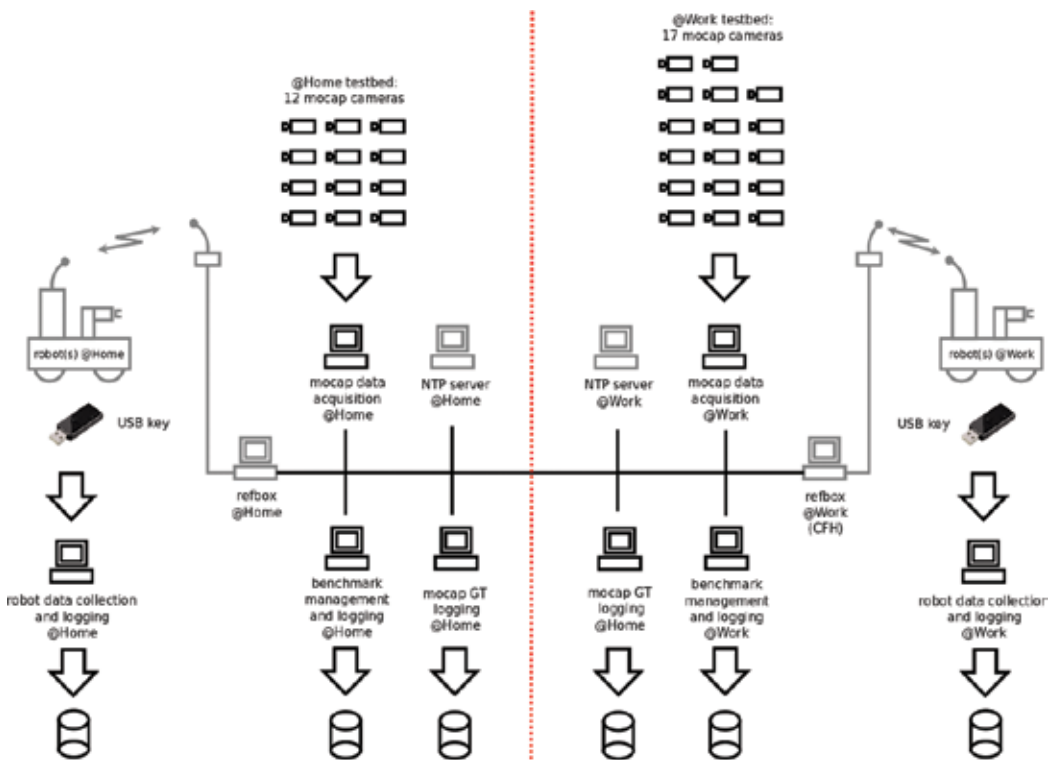 @Work testbed:
17 mocap cameras
@Home testbed:
12 mocap cameras
robot(s) @Home
robot(s) @Work
mocap data
acquisition
@Home
NTP server
@Home
NTP server
@Work
mocap data
acquisition
@Work
USB key
USB key
refbox
@Home
refbox
@Work
(CFH)
robot data collection
and logging
@Home
benchmark
management
and logging
@Home
mocap GT
logging
@Home
mocap GT
logging
@Home
benchmark
management
and logging
@Work
robot data collection
and logging
@Work